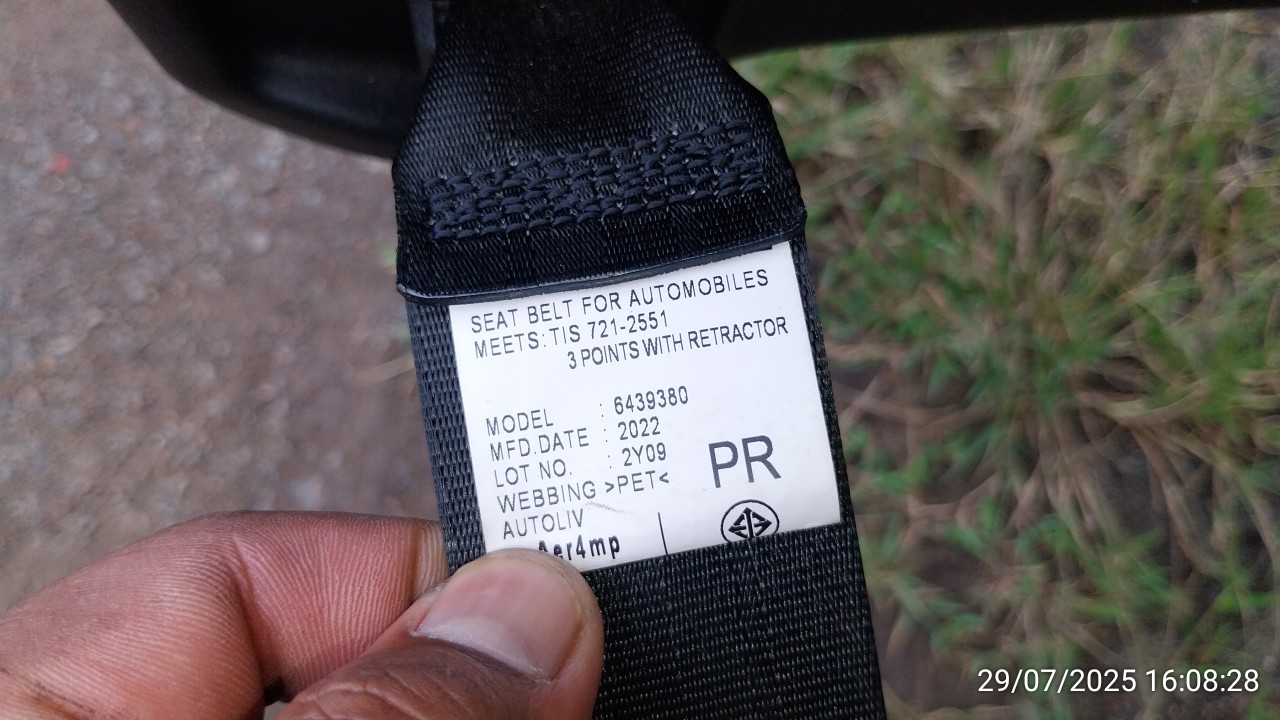 SEAT BELT FOR AUTOMOBILES
MEETS: TIS 721-2551
3 POINTS WITH RETRACTOR
MODEL : 6439380
MFD.DATE : 2022
LOT NO. : 2Y09
WEBBING >PET<
PR
AUTOLIV
Aer4mp
29/07/2025 16:08:28